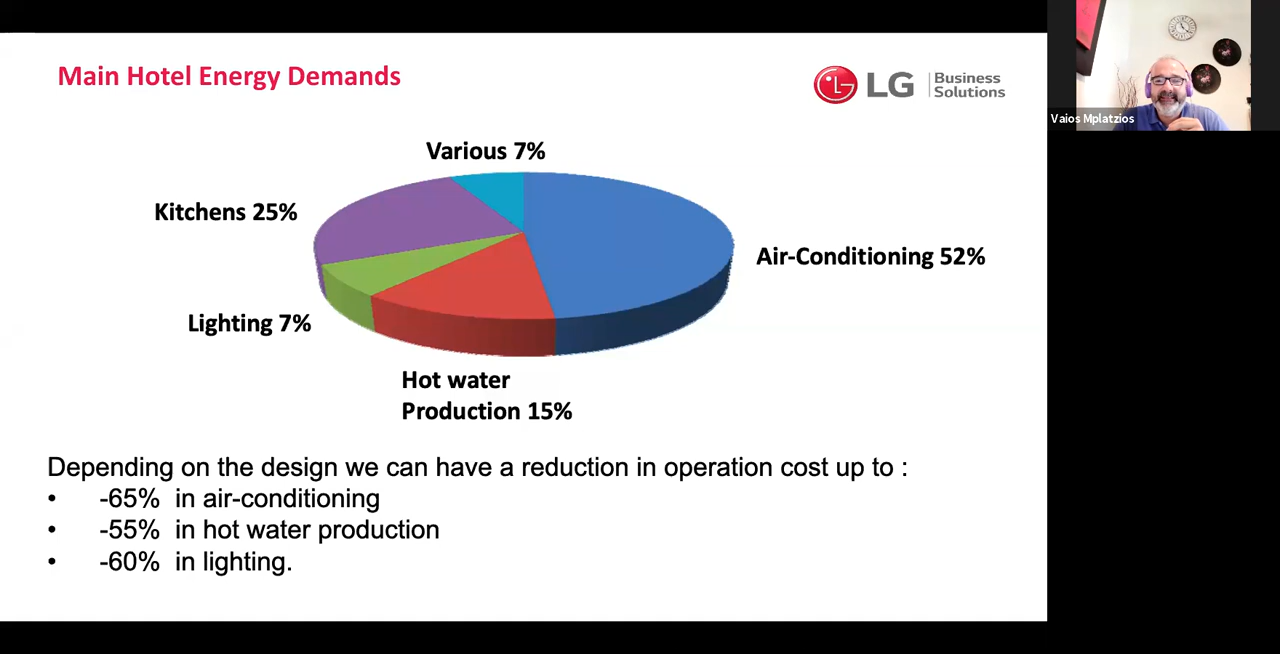 Main Hotel Energy Demands
LG
Business
Solutions
Vaios Mplatzios
Various 7%
Kitchens 25%
Air-Conditioning 52%
Lighting 7%
Hot water
Production 15%
Depending on the design we can have a reduction in operation cost up to :
• -65% in air-conditioning
• -55% in hot water production
• -60% in lighting.